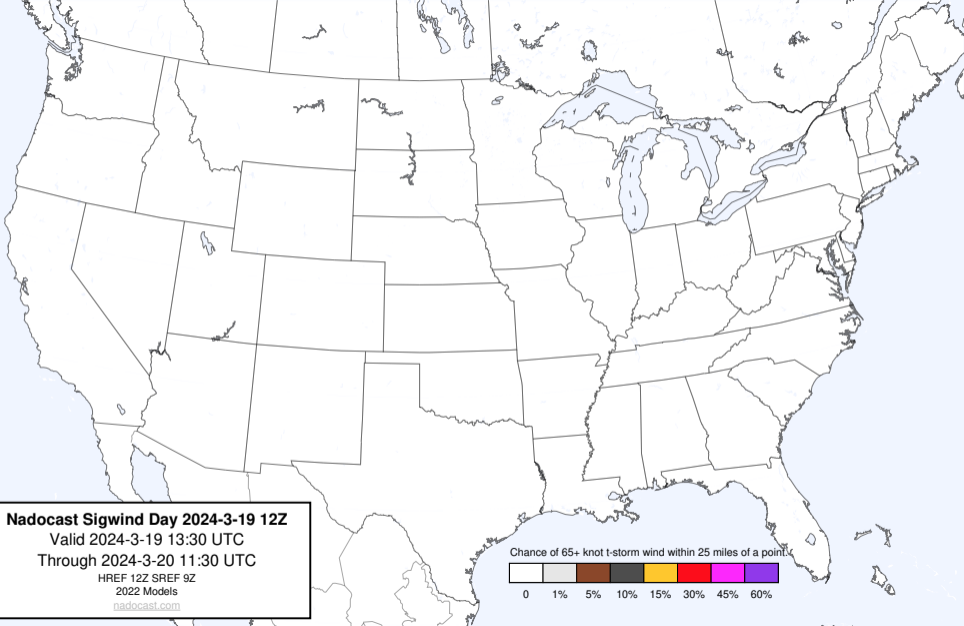 Nadocast Sigwind Day 2024-3-19 12Z
Valid 2024-3-19 13:30 UTC
Through 2024-3-20 11:30 UTC
HREF 12Z SREF 9Z
2022 Models
nadocast.com
Chance of 65+ knot t-storm wind within 25 miles of a point.
0 1% 5% 10% 15% 30% 45% 60%